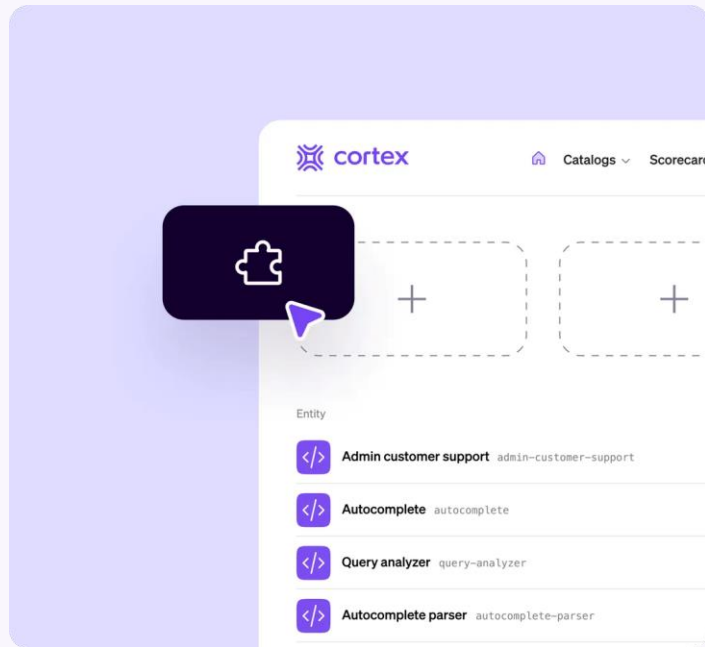 cortex
Catalogs Scorecar
Entity
</> Admin customer support admin-customer-support
</> Autocomplete autocomplete
</> Query analyzer query-analyzer
</> Autocomplete parser autocomplete-parser